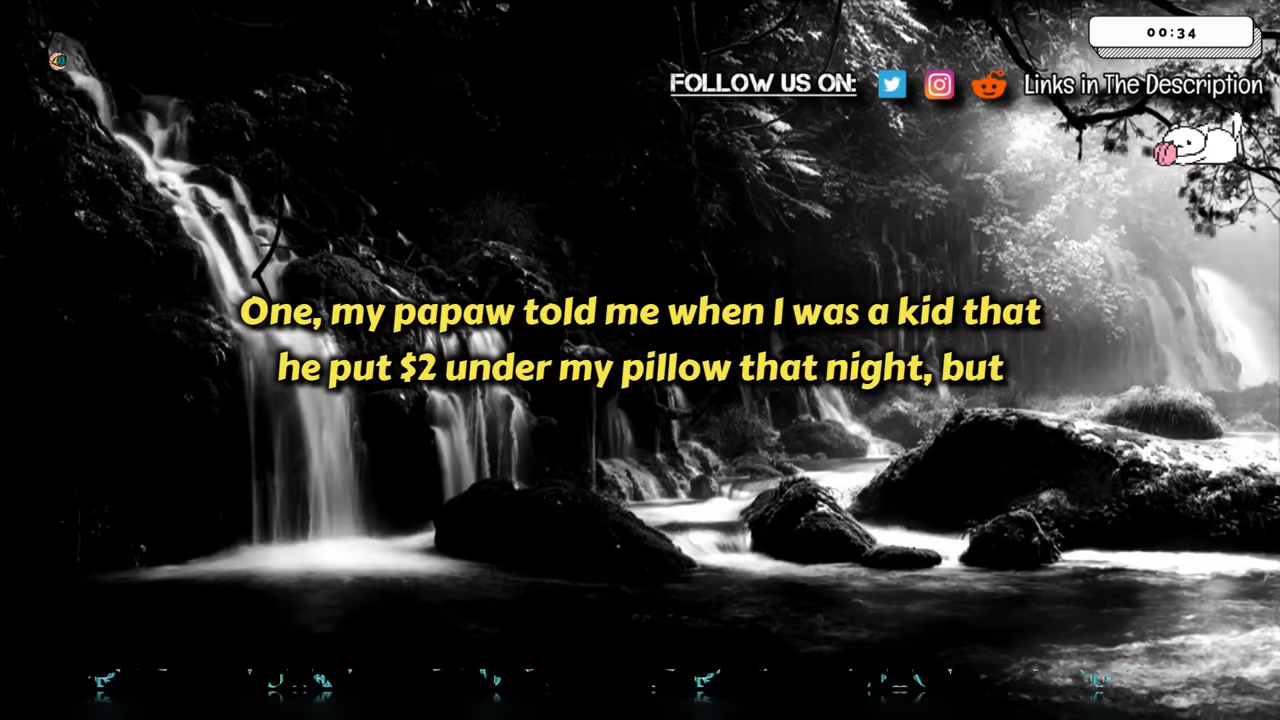 00:34
FOLLOW US ON:
Links in The Description
One, my papaw told me when I was a kid that
he put $2 under my pillow that night, but